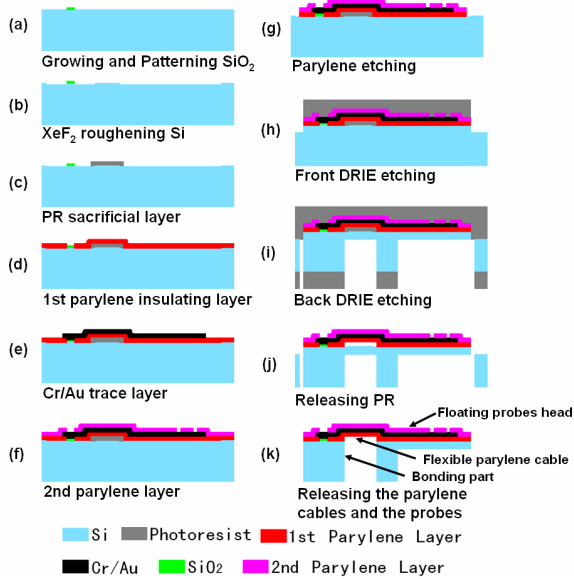 (a)
Growing and Patterning SiO2
(b)
XeF2 roughening Si
(c)
PR sacrificial layer
(d)
1st parylene insulating layer
(e)
Cr/Au trace layer
(f)
2nd parylene layer
(g)
Parylene etching
(h)
Front DRIE etching
(i)
Back DRIE etching
(j)
Releasing PR
Floating probes head
(k)
Flexible parylene cable
Bonding part
Releasing the parylene
cables and the probes
Si Photoresist 1st Parylene Layer
Cr/Au SiO2 2nd Parylene Layer